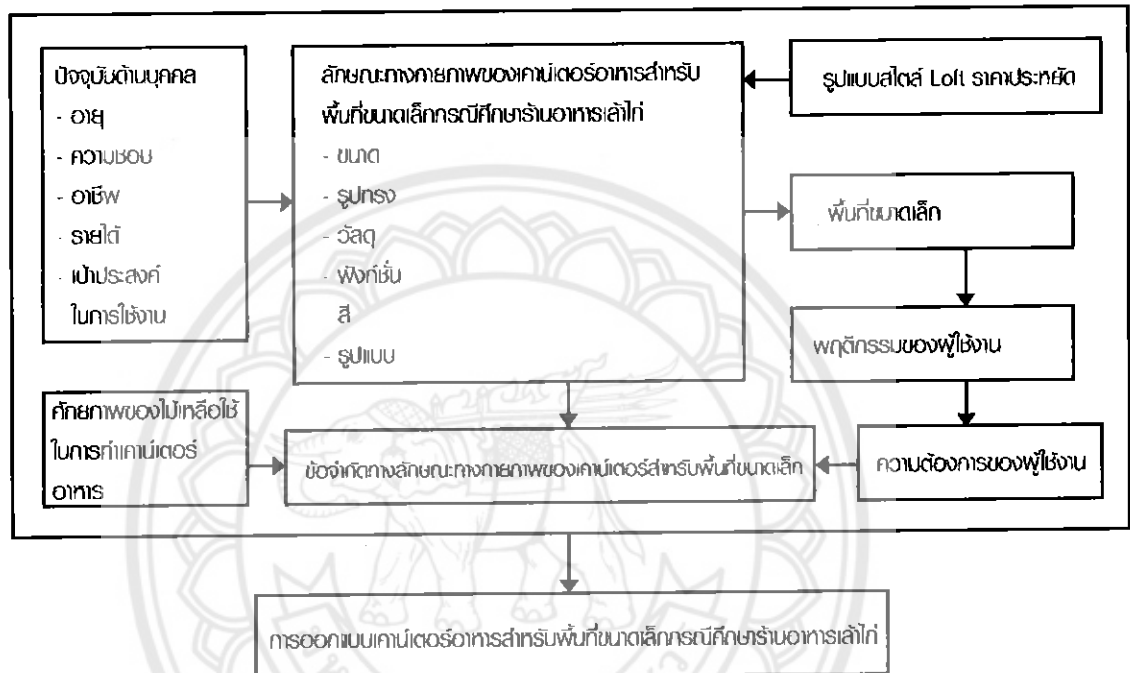 ปัจจุบันด้านบุคคล
- อายุ
- ความชอบ
- อาชีพ
- รายได้
- เป้าประสงค์
ในการใช้งาน
ลักษณะทางกายภาพของเคาน์เตอร์อาหารสำหรับ
พื้นที่ขนาดเล็กกรณีศึกษาร้านอาหารเล้าไก่
- ขนาด
- รูปทรง
- วัสดุ
- ฟังก์ชั่น
สี
- รูปแบบ
รูปแบบสไตล์ Loft ราคาประหยัด
พื้นที่ขนาดเล็ก
พฤติกรรมของผู้ใช้งาน
ความต้องการของผู้ใช้งาน
ศักยภาพของไม้เหลือใช้
ในการทำเคาน์เตอร์
อาหาร
ข้อจำกัดทางลักษณะทางกายภาพของเคาน์เตอร์สำหรับพื้นที่ขนาดเล็ก
การออกแบบเคาน์เตอร์อาหารสำหรับพื้นที่ขนาดเล็กกรณีศึกษาร้านอาหารเล้าไก่